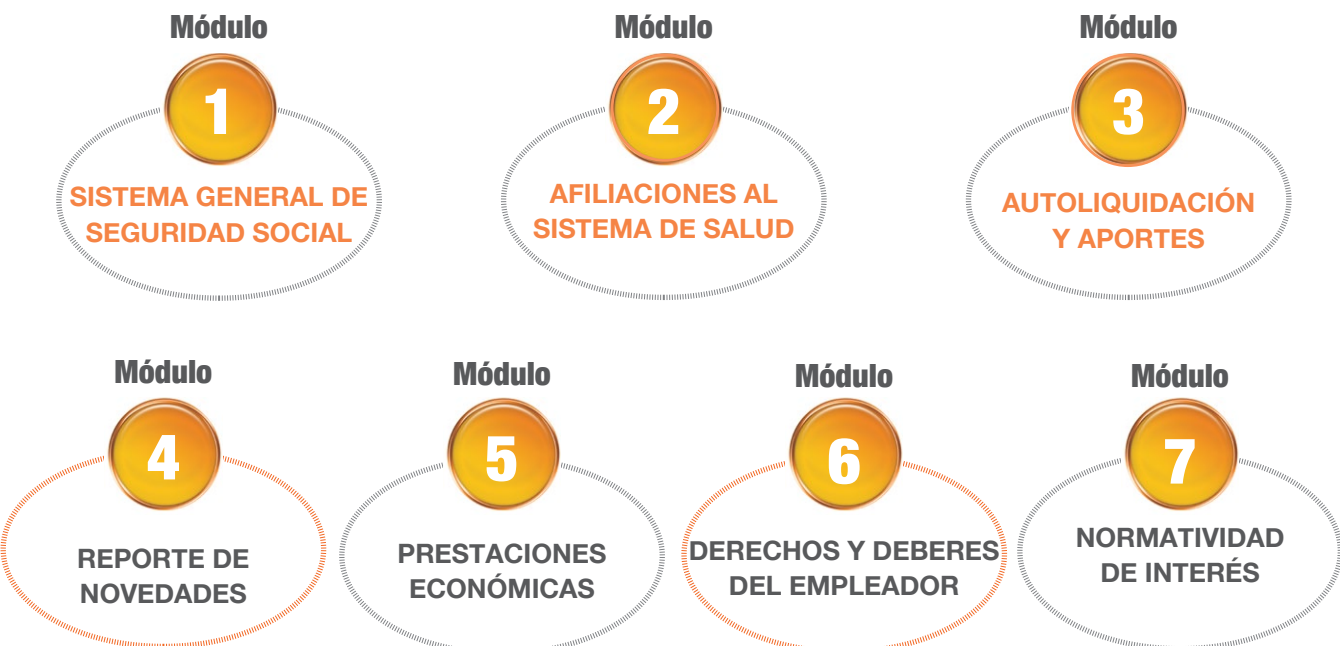 Módulo
1
SISTEMA GENERAL DE
SEGURIDAD SOCIAL
Módulo
2
AFILIACIONES AL
SISTEMA DE SALUD
Módulo
3
AUTOLIQUIDACIÓN
Y APORTES
Módulo
4
REPORTE DE
NOVEDADES
Módulo
5
PRESTACIONES
ECONÓMICAS
Módulo
6
DERECHOS Y DEBERES
DEL EMPLEADOR
Módulo
7
NORMATIVIDAD
DE INTERÉS